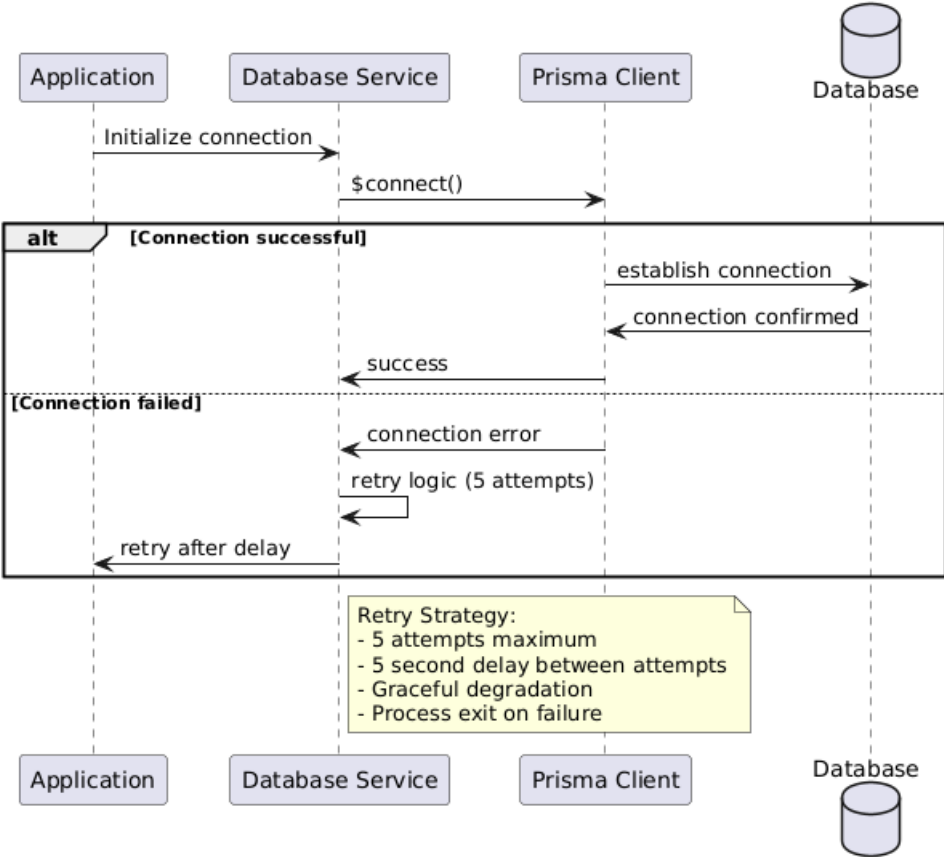 Database
Application
Database Service
Prisma Client
Initialize connection
$connect()
alt
[Connection successful]
establish connection
connection confirmed
success
[Connection failed]
connection error
retry logic (5 attempts)
retry after delay
Retry Strategy:
- 5 attempts maximum
- 5 second delay between attempts
- Graceful degradation
- Process exit on failure
Application
Database Service
Prisma Client
Database